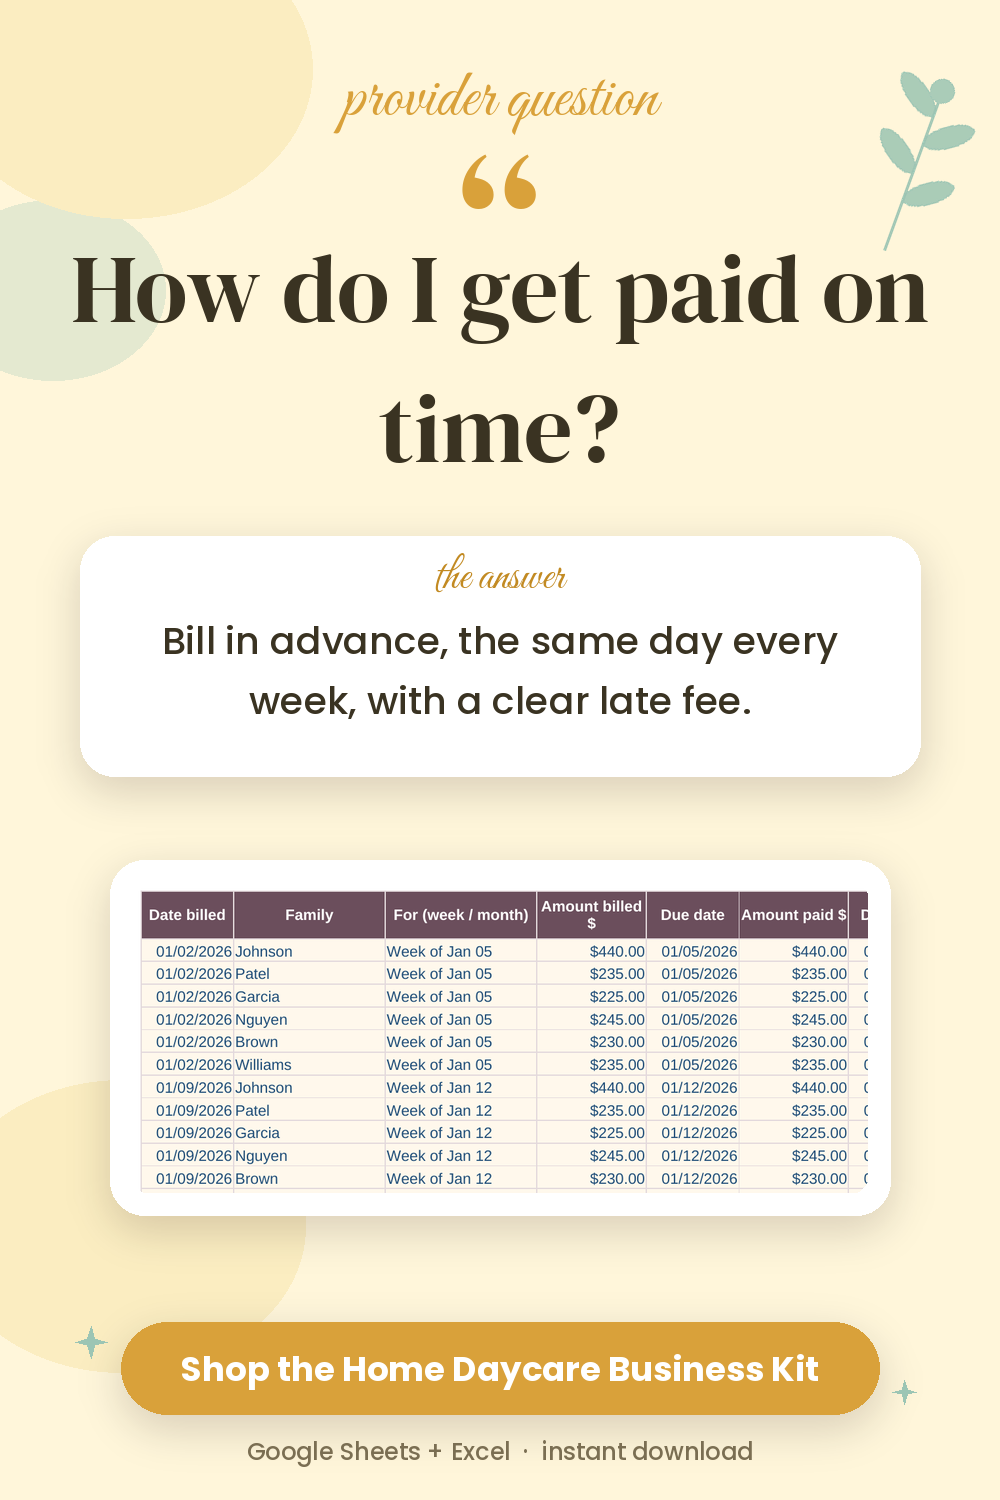 provider question
“
How do I get paid on
time?
the answer
Bill in advance, the same day every
week, with a clear late fee.
Date billed Family For (week / month) Amount billed $ Due date Amount paid $
01/02/2026 Johnson Week of Jan 05 $440.00 01/05/2026 $440.00
01/02/2026 Patel Week of Jan 05 $235.00 01/05/2026 $235.00
01/02/2026 Garcia Week of Jan 05 $225.00 01/05/2026 $225.00
01/02/2026 Nguyen Week of Jan 05 $245.00 01/05/2026 $245.00
01/02/2026 Brown Week of Jan 05 $230.00 01/05/2026 $230.00
01/02/2026 Williams Week of Jan 05 $235.00 01/05/2026 $235.00
01/09/2026 Johnson Week of Jan 12 $440.00 01/12/2026 $440.00
01/09/2026 Patel Week of Jan 12 $235.00 01/12/2026 $235.00
01/09/2026 Garcia Week of Jan 12 $225.00 01/12/2026 $225.00
01/09/2026 Nguyen Week of Jan 12 $245.00 01/12/2026 $245.00
01/09/2026 Brown Week of Jan 12 $230.00 01/12/2026 $230.00
Shop the Home Daycare Business Kit
Google Sheets + Excel · instant download